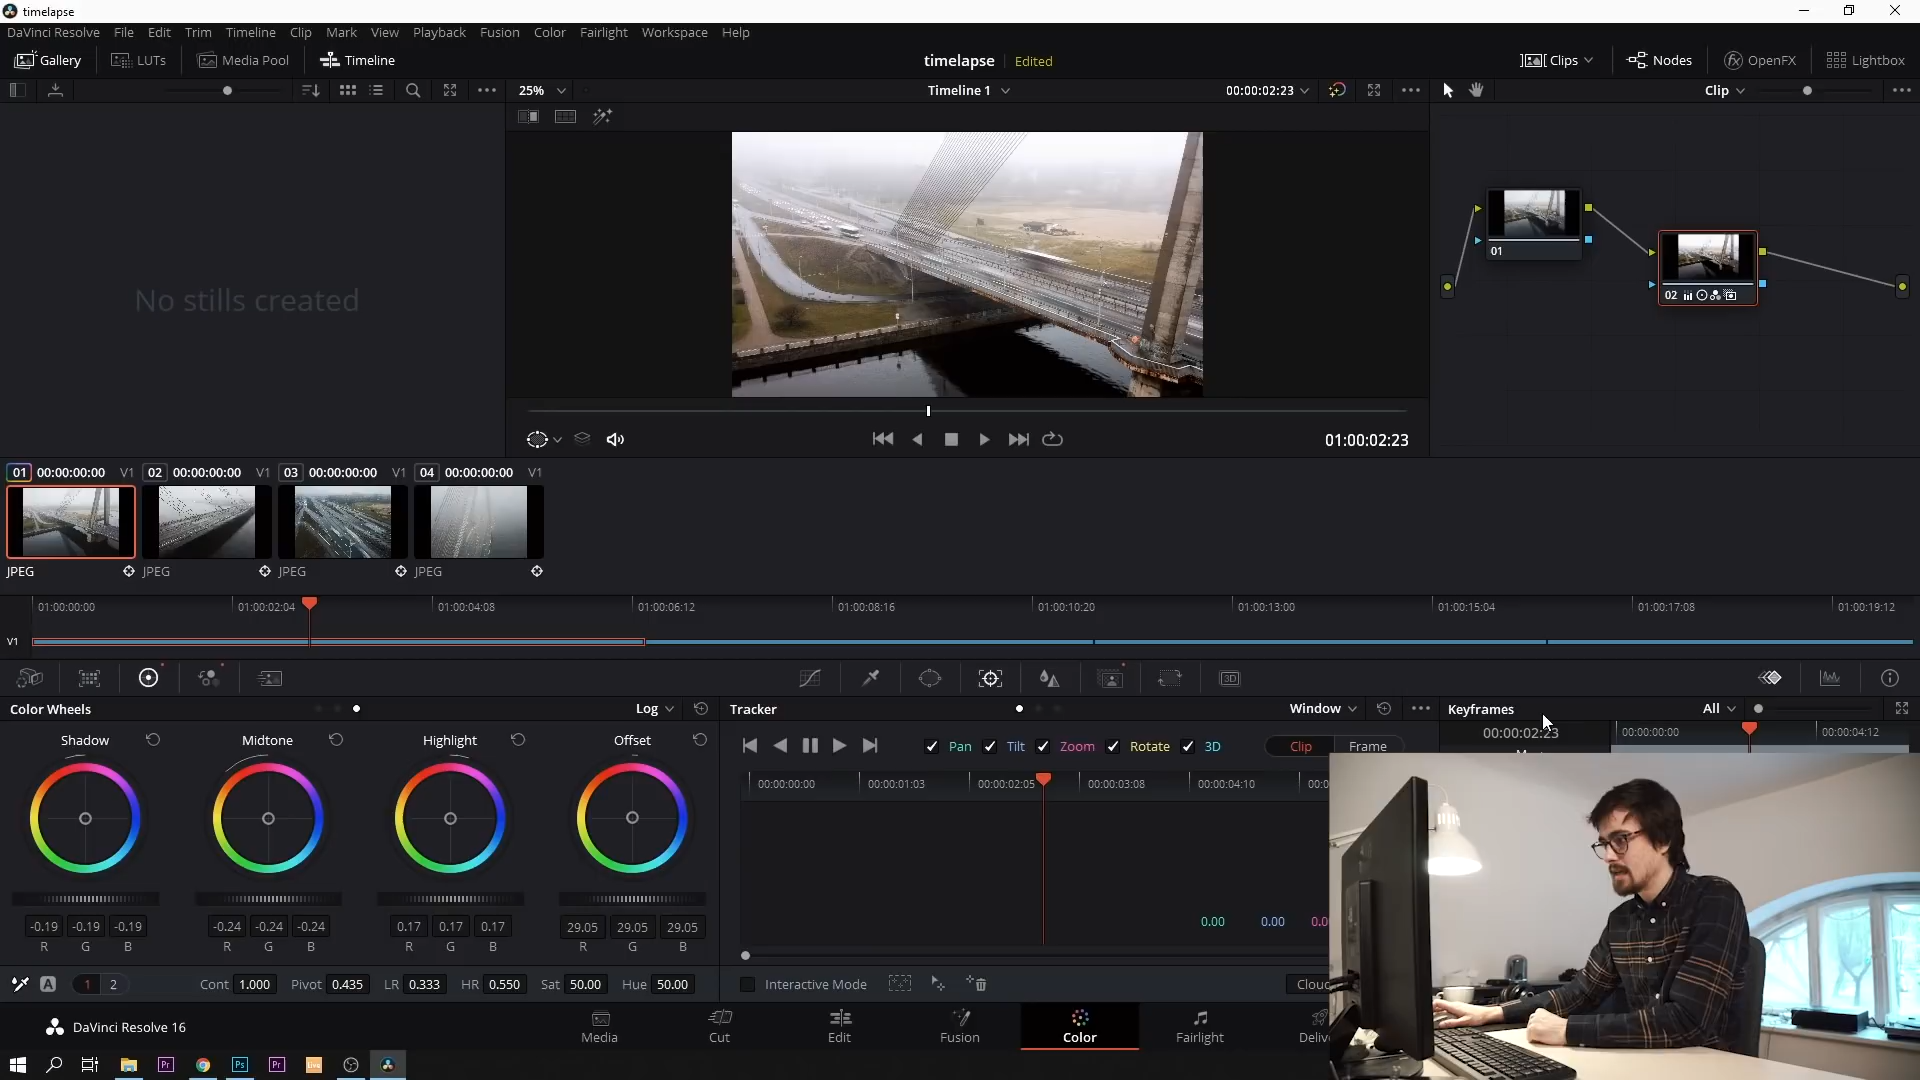 timelapse
DaVinci Resolve File Edit Trim Timeline Clip Mark View Playback Fusion Color Fairlight Workspace Help
Gallery LUTs Media Pool Timeline timelapse Edited Clips Nodes OpenFX Lightbox
25% Timeline 1 00:00:02:23 Clip
No stills created
01
02
01:00:02:23
01 00:00:00:00 V1 02 00:00:00:00 V1 03 00:00:00:00 V1 04 00:00:00:00 V1
JPEG JPEG JPEG JPEG
01:00:00:00 01:00:02:04 01:00:04:08 01:00:06:12 01:00:08:16 01:00:10:20 01:00:13:00 01:00:15:04 01:00:17:08 01:00:19:12
V1
3D
Color Wheels Log Tracker Window Keyframes All
Shadow Midtone Highlight Offset
Pan Tilt Zoom Rotate 3D Clip Frame
00:00:02:23 00:00:00:00 00:00:04:12
00:00:00:00 00:00:01:03 00:00:02:05 00:00:03:08 00:00:04:10
-0.19 -0.19 -0.19 -0.24 -0.24 -0.24 0.17 0.17 0.17 29.05 29.05 29.05
R G B R G B R G B R G B
0.00 0.00
A 1 2 Cont 1.000 Pivot 0.435 LR 0.333 HR 0.550 Sat 50.00 Hue 50.00
Interactive Mode
DaVinci Resolve 16
Media Cut Edit Fusion Color Fairlight
Pr Ps Pr Live